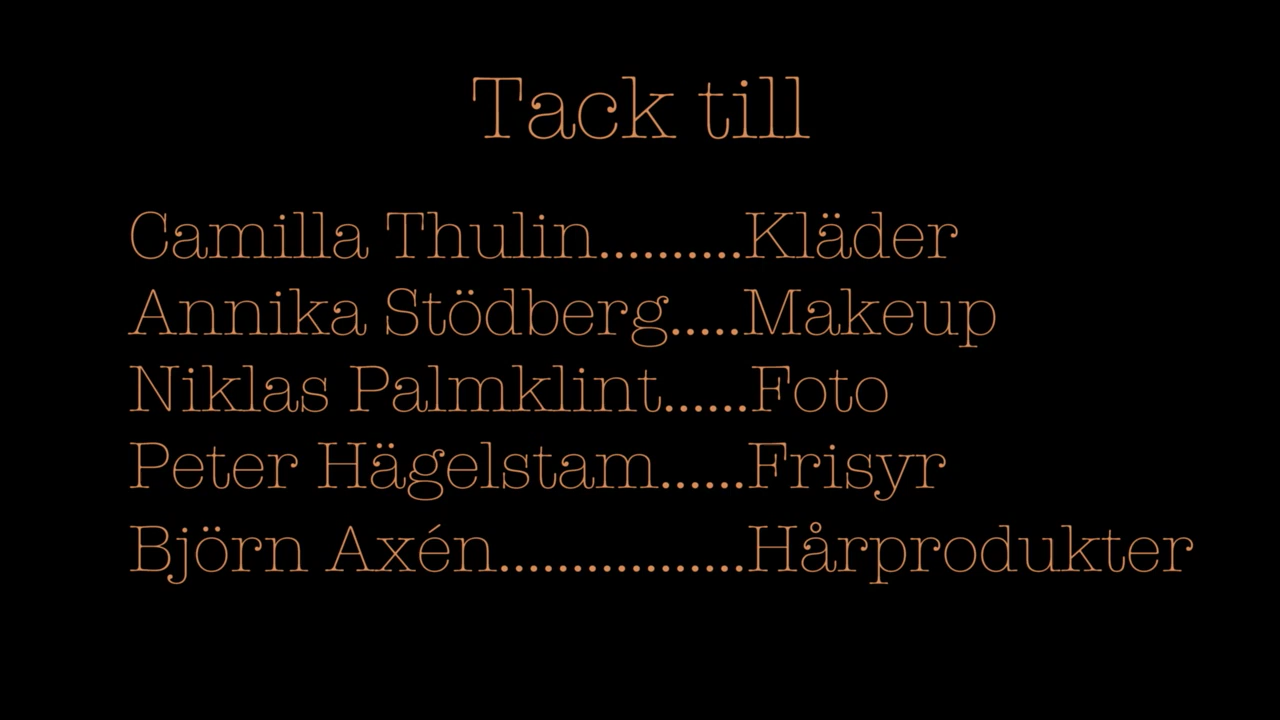 Tack till
Camilla Thulin..........Kläder
Annika Stödberg.....Makeup
Niklas Palmklint......Foto
Peter Hägelstam......Frisyr
Björn Axén.................Hårprodukter